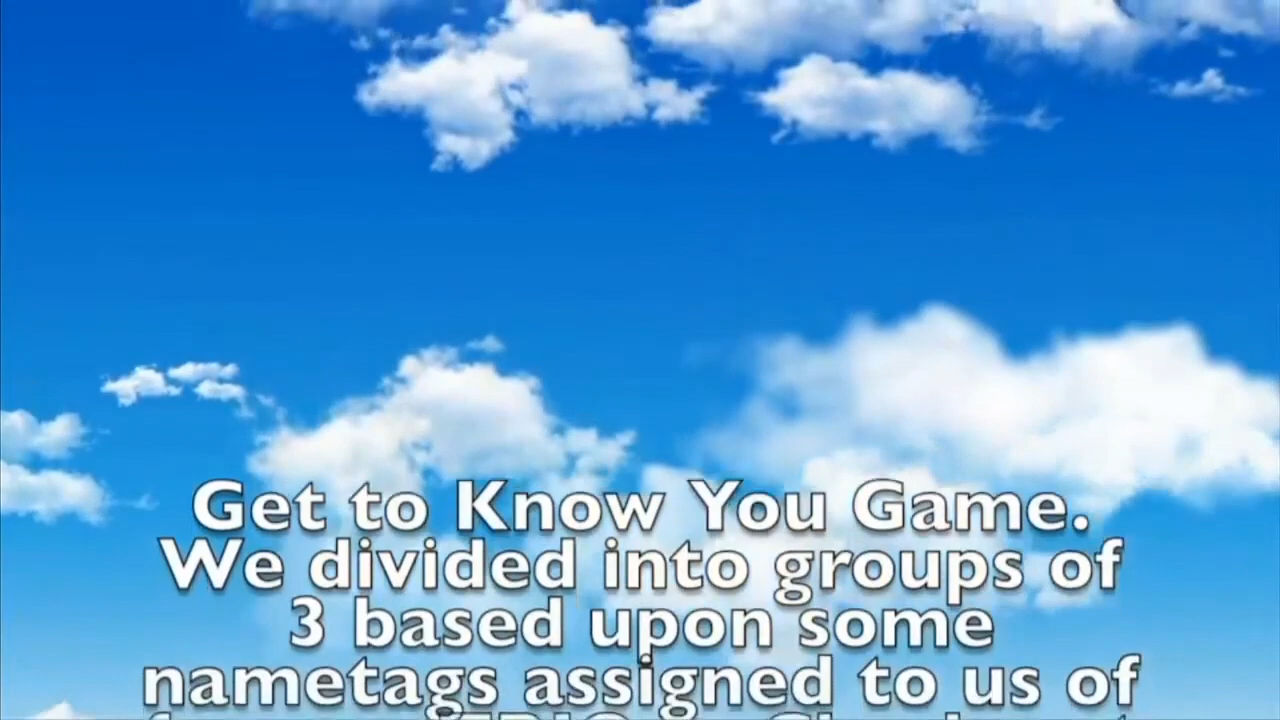 Get to Know You Game.
We divided into groups of
3 based upon some
nametags assigned to us of